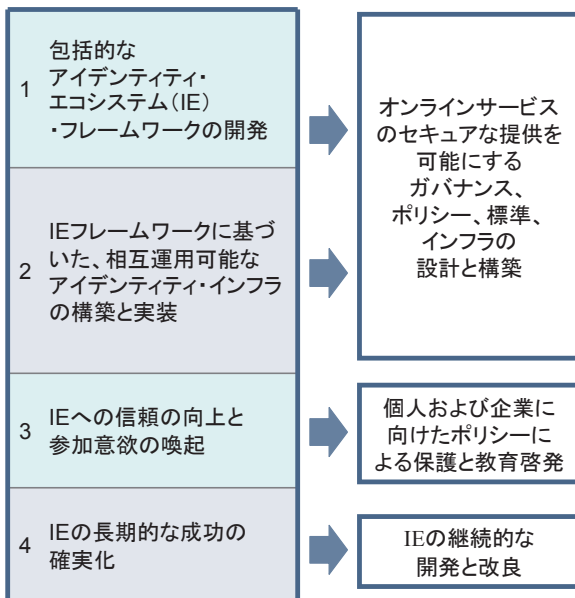 1
包括的な
アイデンティティ・
エコシステム（IE）
・フレームワークの開発
2
IEフレームワークに基づ
いた、相互運用可能な
アイデンティティ・インフラ
の構築と実装
オンラインサービス
のセキュアな提供を
可能にする
ガバナンス、
ポリシー、標準、
インフラの
設計と構築
3
IEへの信頼の向上と
参加意欲の喚起
個人および企業に
向けたポリシーに
よる保護と教育啓発
4
IEの長期的な成功の
確実化
IEの継続的な
開発と改良